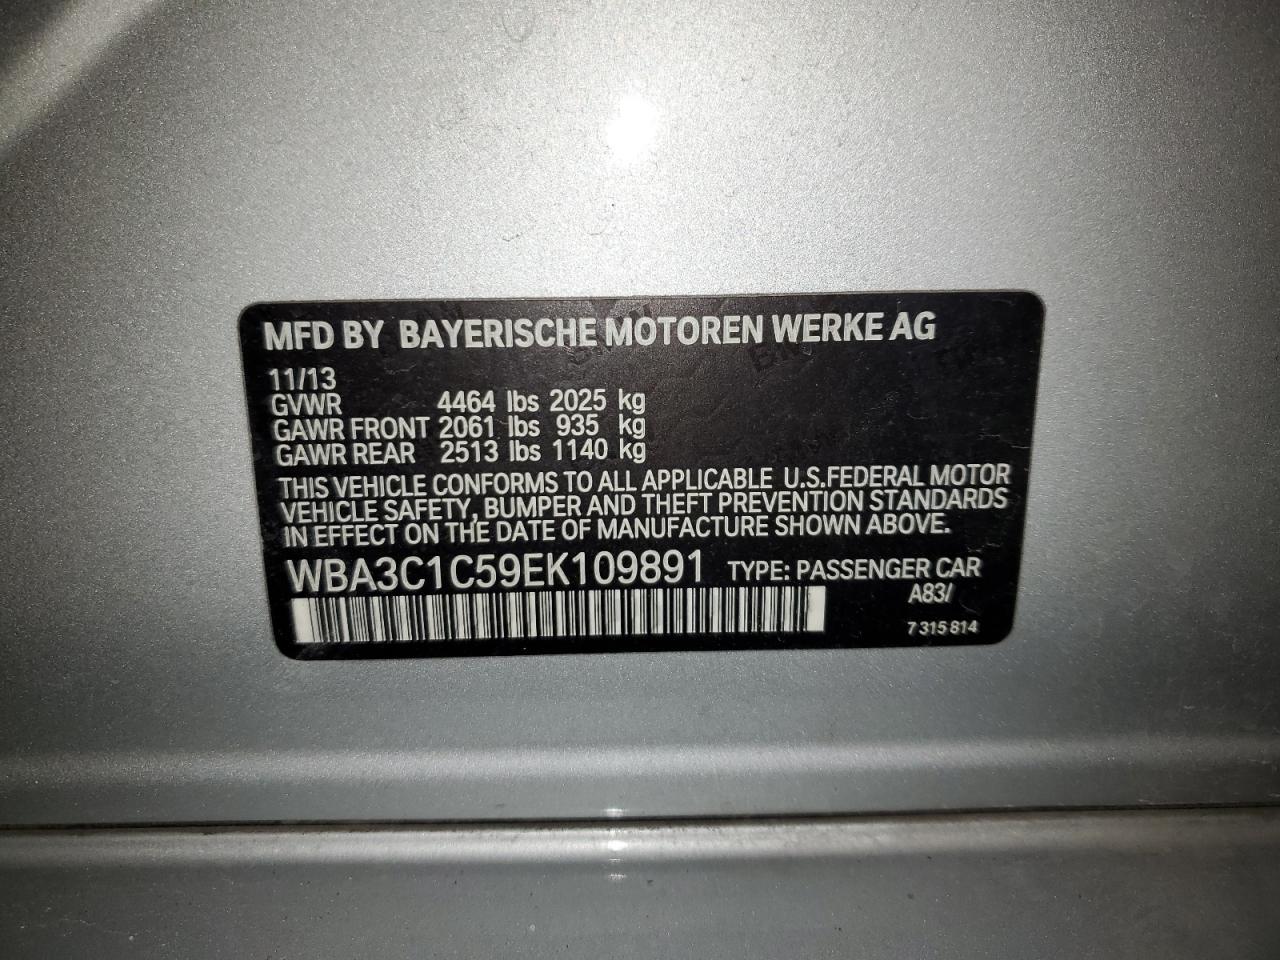 MFD BY BAYERISCHE MOTOREN WERKE AG
11/13
GVWR 4464 lbs 2025 kg
GAWR FRONT 2061 lbs 935 kg
GAWR REAR 2513 lbs 1140 kg
THIS VEHICLE CONFORMS TO ALL APPLICABLE U.S.FEDERAL MOTOR
VEHICLE SAFETY, BUMPER AND THEFT PREVENTION STANDARDS
IN EFFECT ON THE DATE OF MANUFACTURE SHOWN ABOVE.
WBA3C1C59EK109891 TYPE: PASSENGER CAR
A83/
7 315 814